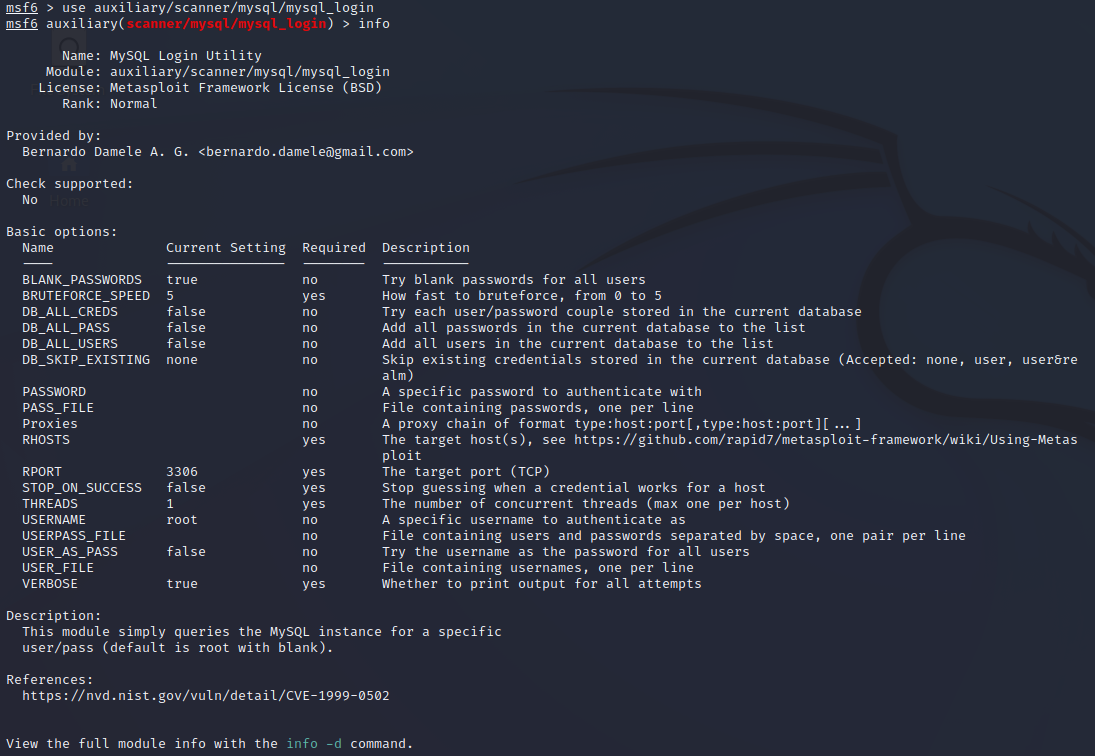 msf6 > use auxiliary/scanner/mysql/mysql_login
msf6 auxiliary(scanner/mysql/mysql_login) > info
Name: MySQL Login Utility
Module: auxiliary/scanner/mysql/mysql_login
License: Metasploit Framework License (BSD)
Rank: Normal
Provided by:
Bernardo Damele A. G. <bernardo.damele@gmail.com>
Check supported:
No
Home
Basic options:
Name Current Setting Required Description
BLANK_PASSWORDS true no Try blank passwords for all users
BRUTEFORCE_SPEED 5 yes How fast to bruteforce, from 0 to 5
DB_ALL_CREDS false no Try each user/password couple stored in the current database
DB_ALL_PASS false no Add all passwords in the current database to the list
DB_ALL_USERS false no Add all users in the current database to the list
DB_SKIP_EXISTING none no Skip existing credentials stored in the current database (Accepted: none, user, user&re
alm)
PASSWORD no A specific password to authenticate with
PASS_FILE no File containing passwords, one per line
Proxies no A proxy chain of format type:host:port[,type:host:port][...]
RHOSTS yes The target host(s), see https://github.com/rapid7/metasploit-framework/wiki/Using-Metas
ploit
RPORT 3306 yes The target port (TCP)
STOP_ON_SUCCESS false yes Stop guessing when a credential works for a host
THREADS 1 yes The number of concurrent threads (max one per host)
USERNAME root no A specific username to authenticate as
USERPASS_FILE no File containing users and passwords separated by space, one pair per line
USER_AS_PASS false no Try the username as the password for all users
USER_FILE no File containing usernames, one per line
VERBOSE true yes Whether to print output for all attempts
Description:
This module simply queries the MySQL instance for a specific
user/pass (default is root with blank).
References:
https://nvd.nist.gov/vuln/detail/CVE-1999-0502
View the full module info with the info -d command.